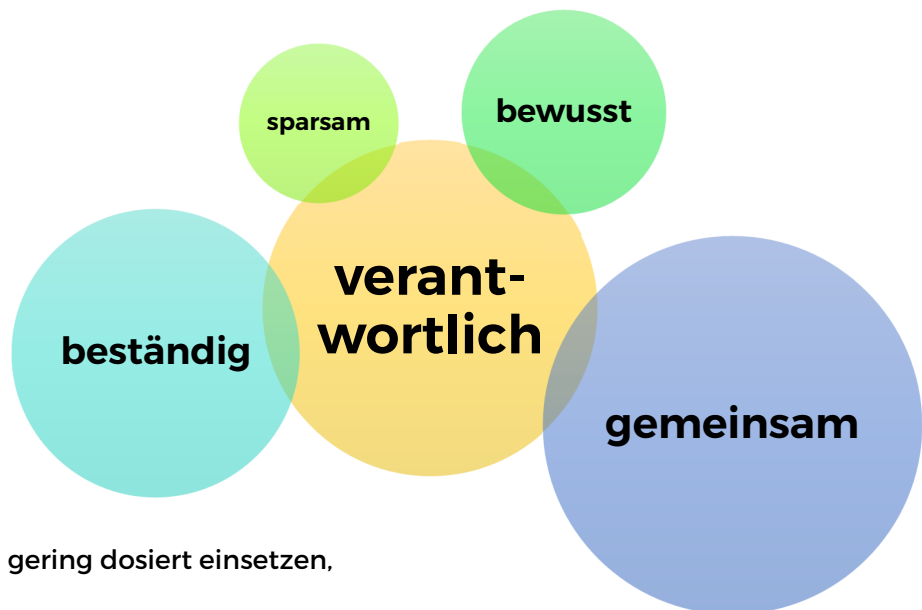 sparsam
bewusst
verant-
wortlich
beständig
gemeinsam
gering dosiert einsetzen,